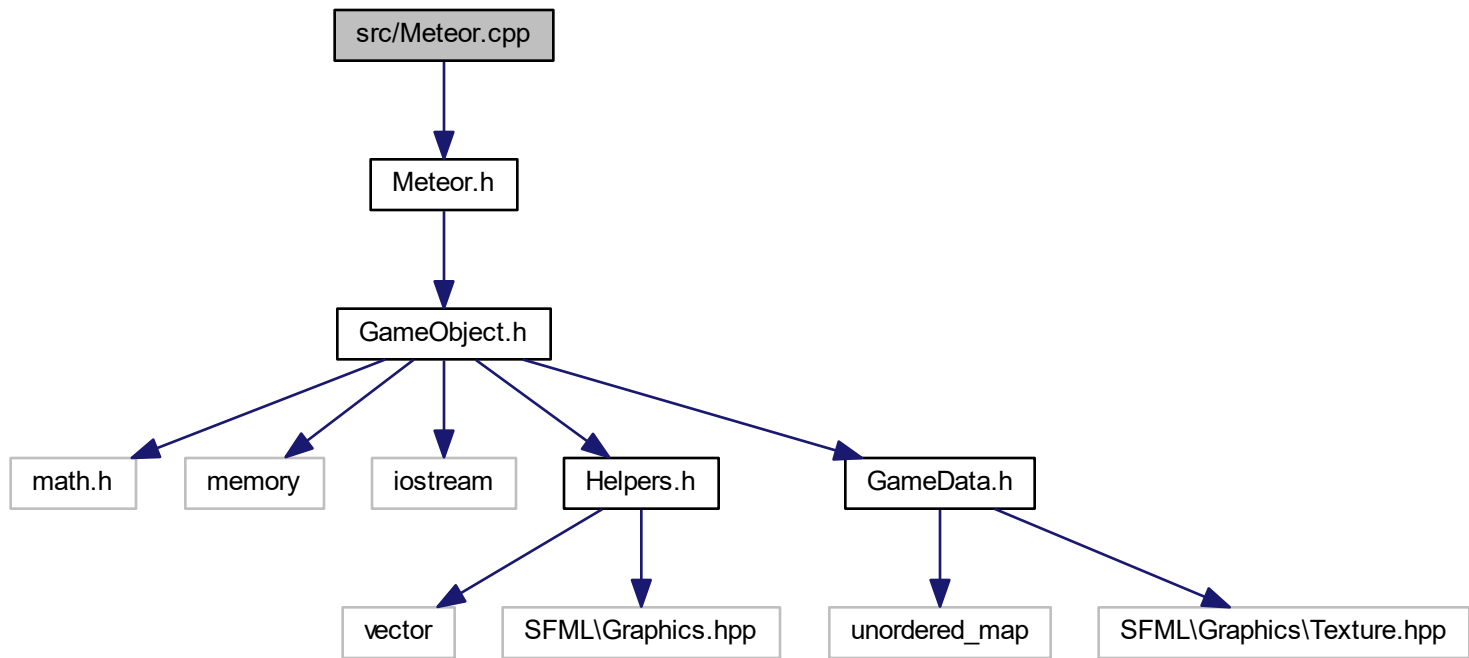 src/Meteor.cpp
Meteor.h
GameObject.h
math.h
memory
iostream
Helpers.h
GameData.h
vector
SFML\Graphics.hpp
unordered_map
SFML\Graphics\Texture.hpp